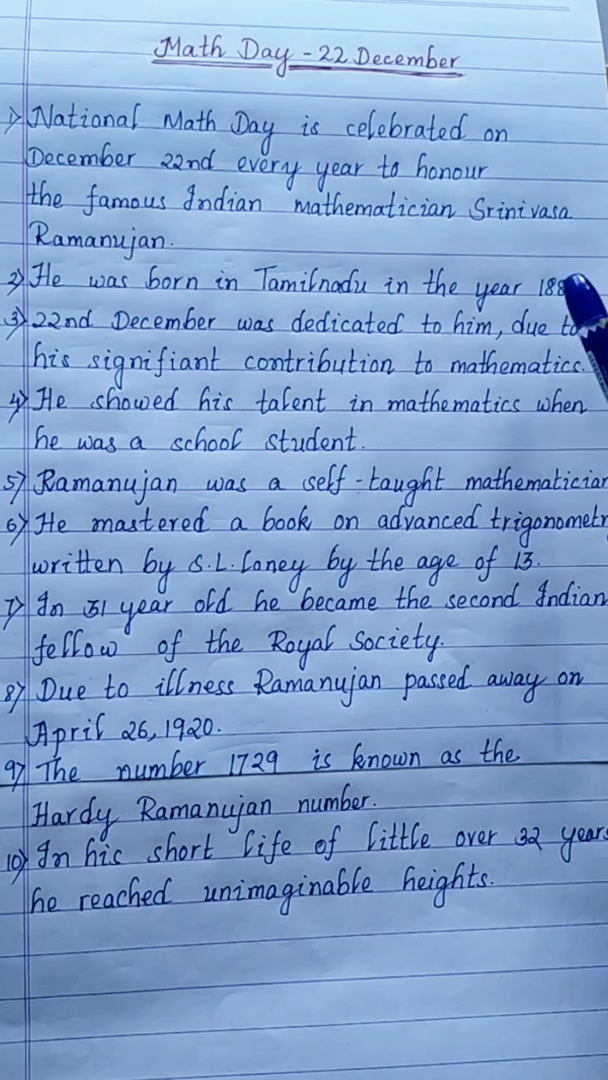 Math Day - 22 December
1) National Math Day is celebrated on
December 22nd every year to honour
the famous Indian mathematician Srinivasa
Ramanujan.
2) He was born in Tamilnadu in the year
3) 22nd December was dedicated to him, due to
his signifiant contribution to mathematics.
4) He showed his talent in mathematics when
he was a school student.
5) Ramanujan was a self-taught mathematician
6) He mastered a book on advanced trigonometr
written by S.L. Loney by the age of 13.
7) In 31 year old he became the second Indian
fellow of the Royal Society.
8) Due to illness Ramanujan passed away on
April 26, 1920.
9) The number 1729 is known as the
Hardy Ramanujan number.
10) In his short life of little over 32 years
he reached unimaginable heights.